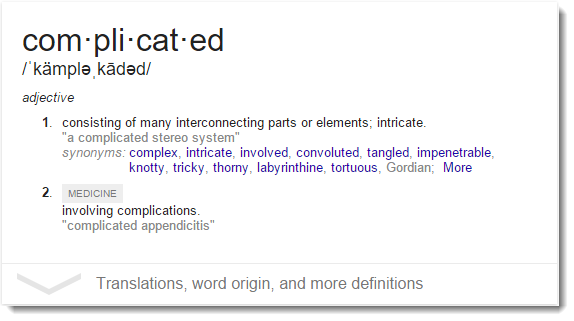 com·pli·cat·ed
/ˈkämpləˌkādəd/
adjective
1. consisting of many interconnecting parts or elements; intricate.
"a complicated stereo system"
synonyms: complex, intricate, involved, convoluted, tangled, impenetrable,
knotty, tricky, thorny, labyrinthine, tortuous, Gordian; More
2. MEDICINE
involving complications.
"complicated appendicitis"
Translations, word origin, and more definitions